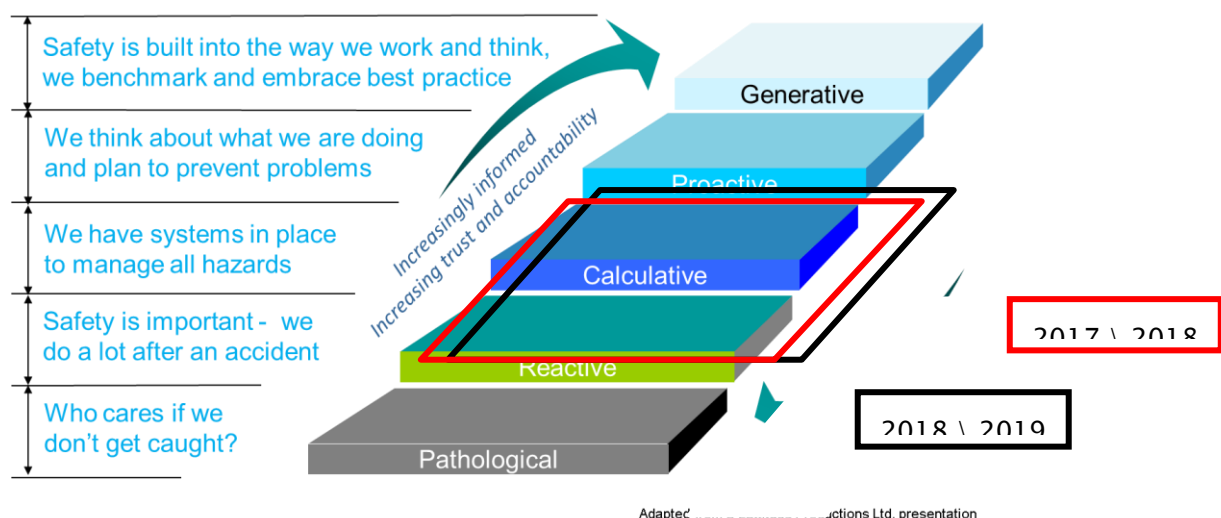 Safety is built into the way we work and think,
we benchmark and embrace best practice
Generative
We think about what we are doing
and plan to prevent problems
Proactive
Increasingly informed
Increasing trust and accountability
We have systems in place
to manage all hazards
Calculative
Safety is important - we
do a lot after an accident
Reactive
2017 \ 2018
Who cares if we
don't get caught?
2018 \ 2019
Pathological
Ltd. presentation